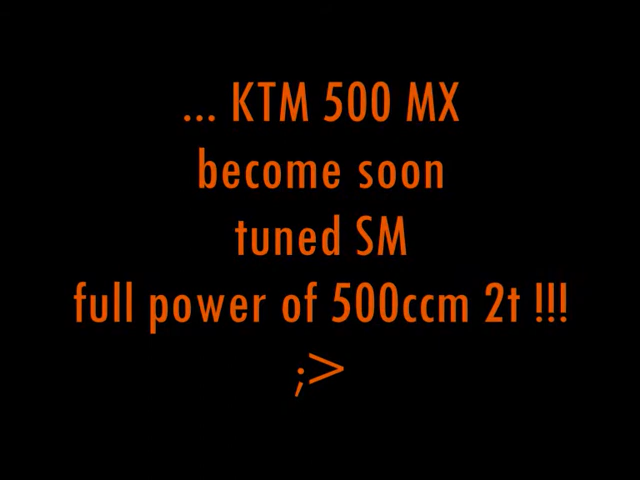 ... KTM 500 MX
become soon
tuned SM
full power of 500ccm 2t !!!
;>